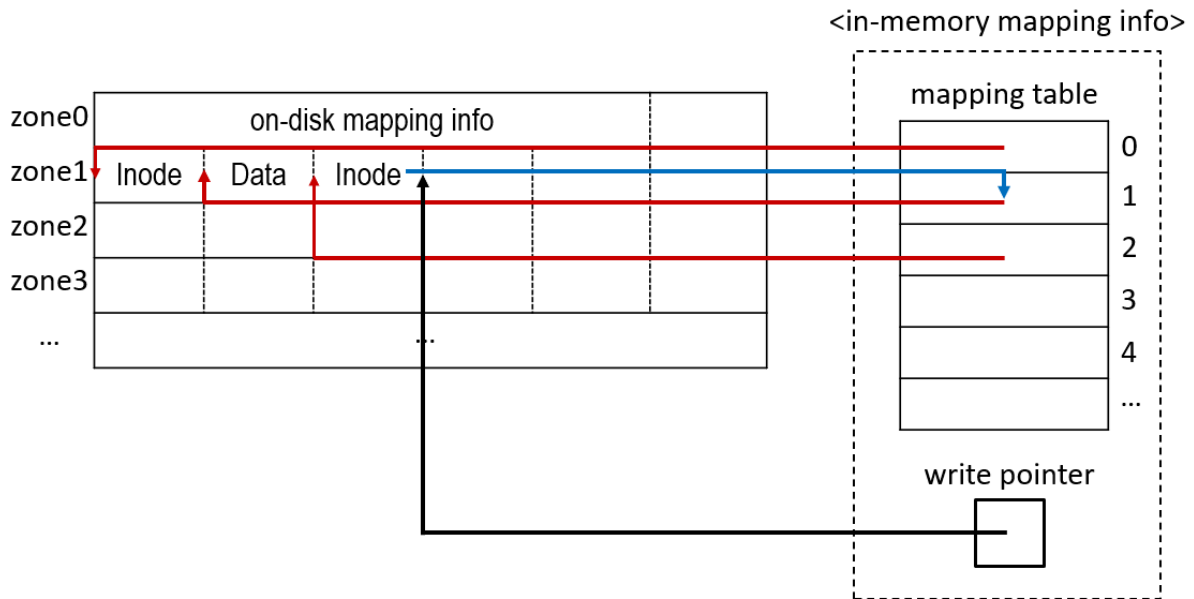 <in-memory mapping info>
mapping table
zone0 on-disk mapping info
0
zone1 Inode Data Inode
1
zone2
2
zone3
3
... ...
4
...
write pointer